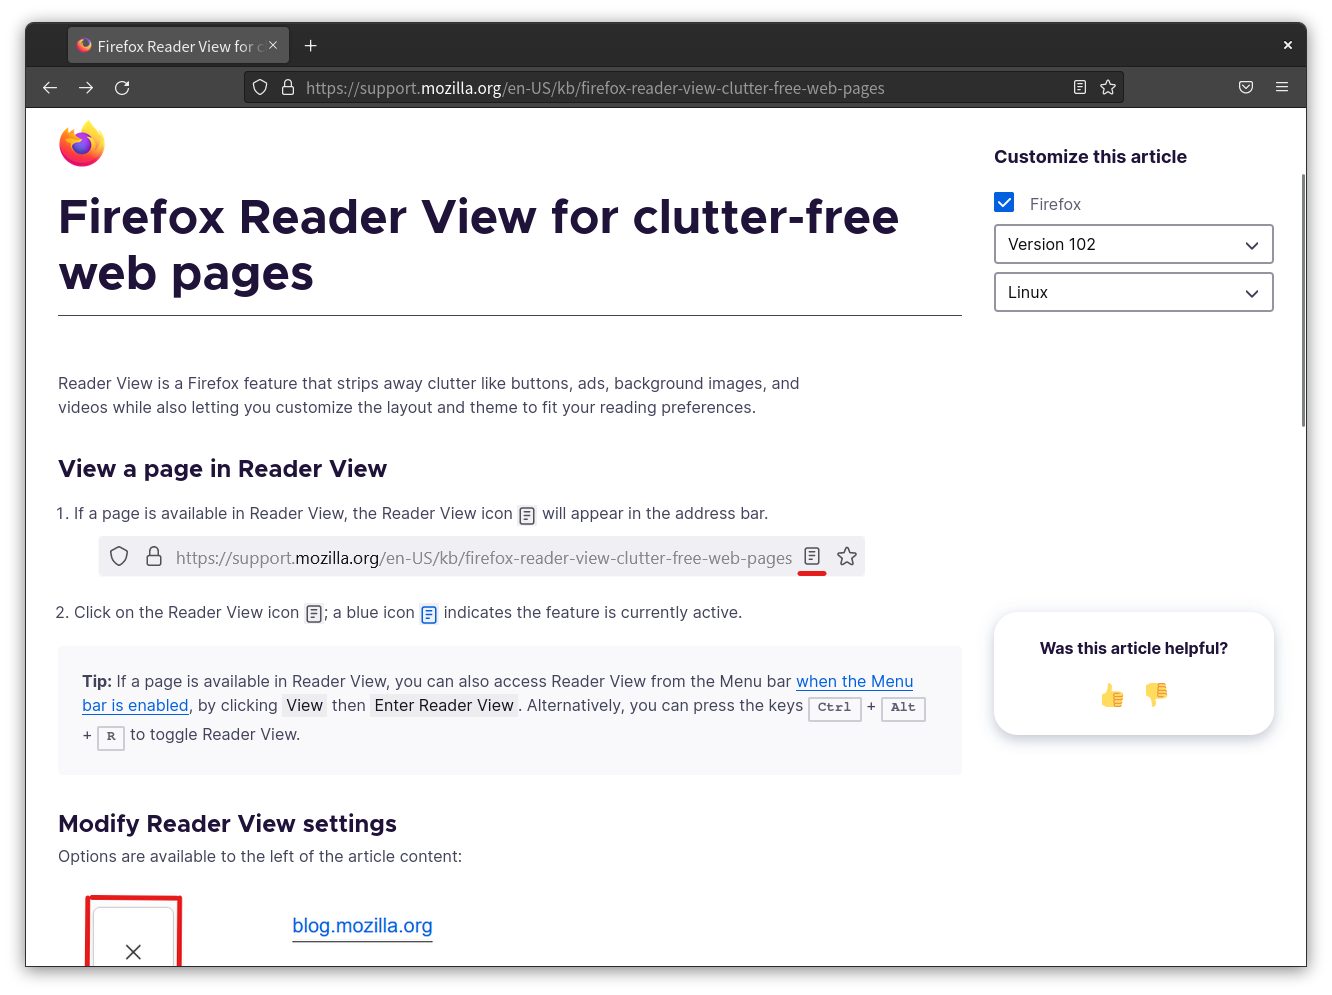 Firefox Reader View for c
https://support.mozilla.org/en-US/kb/firefox-reader-view-clutter-free-web-pages
Firefox Reader View for clutter-free
web pages
Reader View is a Firefox feature that strips away clutter like buttons, ads, background images, and
videos while also letting you customize the layout and theme to fit your reading preferences.
View a page in Reader View
1. If a page is available in Reader View, the Reader View icon will appear in the address bar.
https://support.mozilla.org/en-US/kb/firefox-reader-view-clutter-free-web-pages
2. Click on the Reader View icon ; a blue icon indicates the feature is currently active.
Tip: If a page is available in Reader View, you can also access Reader View from the Menu bar when the Menu
bar is enabled, by clicking View then Enter Reader View. Alternatively, you can press the keys Ctrl + Alt
+ R to toggle Reader View.
Modify Reader View settings
Options are available to the left of the article content:
blog.mozilla.org
Customize this article
Firefox
Version 102
Linux
Was this article helpful?